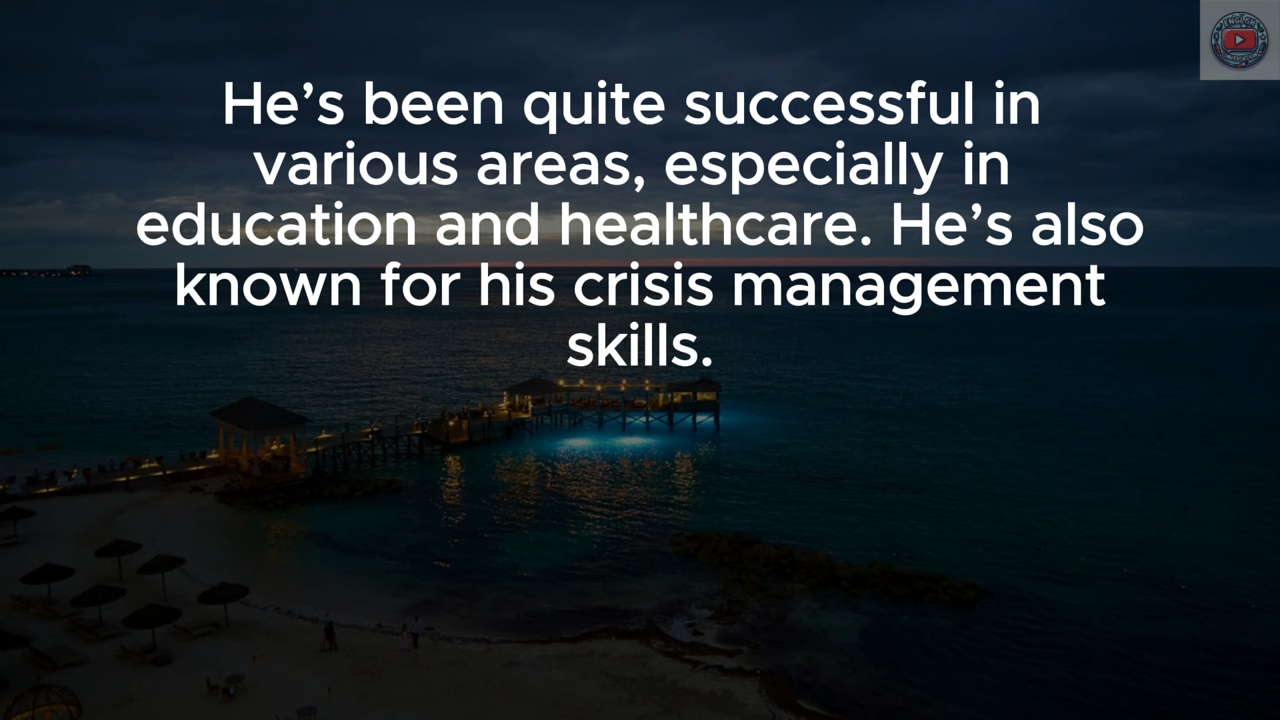 He’s been quite successful in
various areas, especially in
education and healthcare. He’s also
known for his crisis management
skills.
ENGLISH